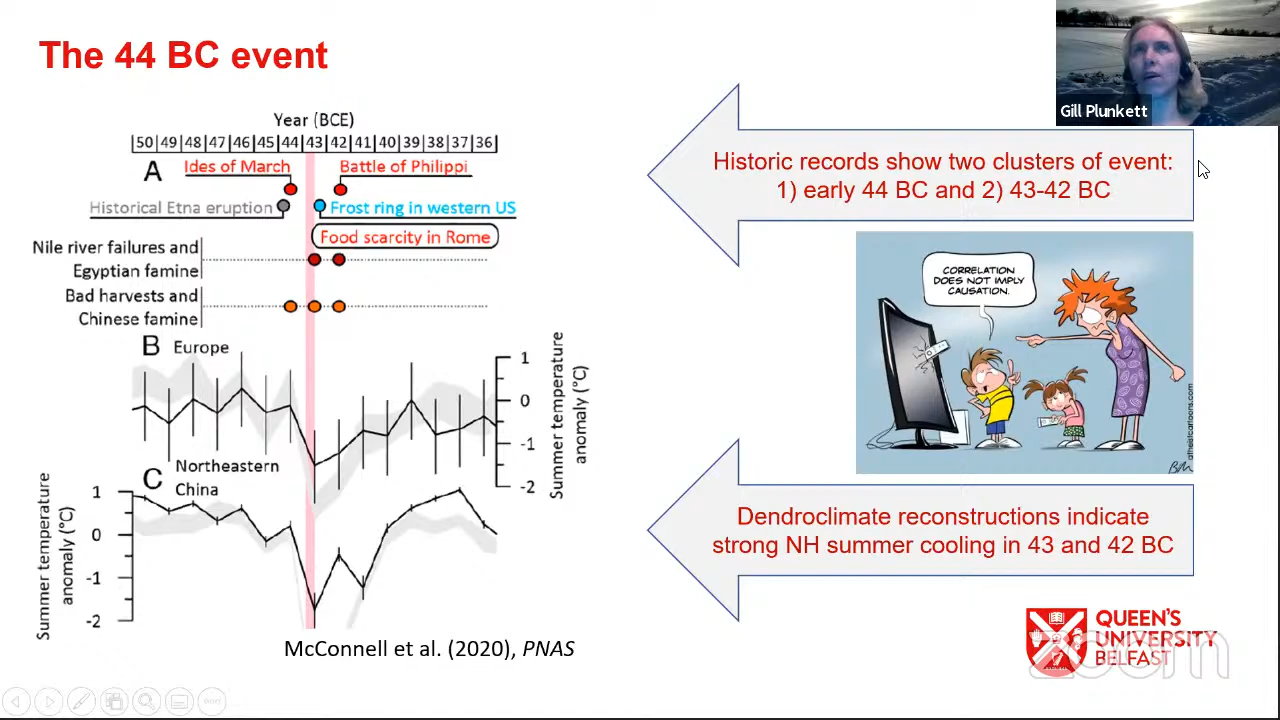 The 44 BC event
Gill Plunkett
Year (BCE)
50 49 48 47 46 45 44 43 42 41 40 39 38 37 36
A
Ides of March
Battle of Philippi
Historical Etna eruption
Frost ring in western US
Food scarcity in Rome
Nile river failures and
Egyptian famine
Bad harvests and
Chinese famine
B Europe
1
0
-1
-2
Summer temperature
anomaly (°C)
C Northeastern
China
1
0
-1
-2
Summer temperature
anomaly (°C)
McConnell et al. (2020), PNAS
Historic records show two clusters of event:
1) early 44 BC and 2) 43-42 BC
CORRELATION
DOES NOT IMPLY
CAUSATION.
atheistcartoons.com
Dendroclimate reconstructions indicate
strong NH summer cooling in 43 and 42 BC
QUEEN'S
UNIVERSITY
BELFAST
zoom